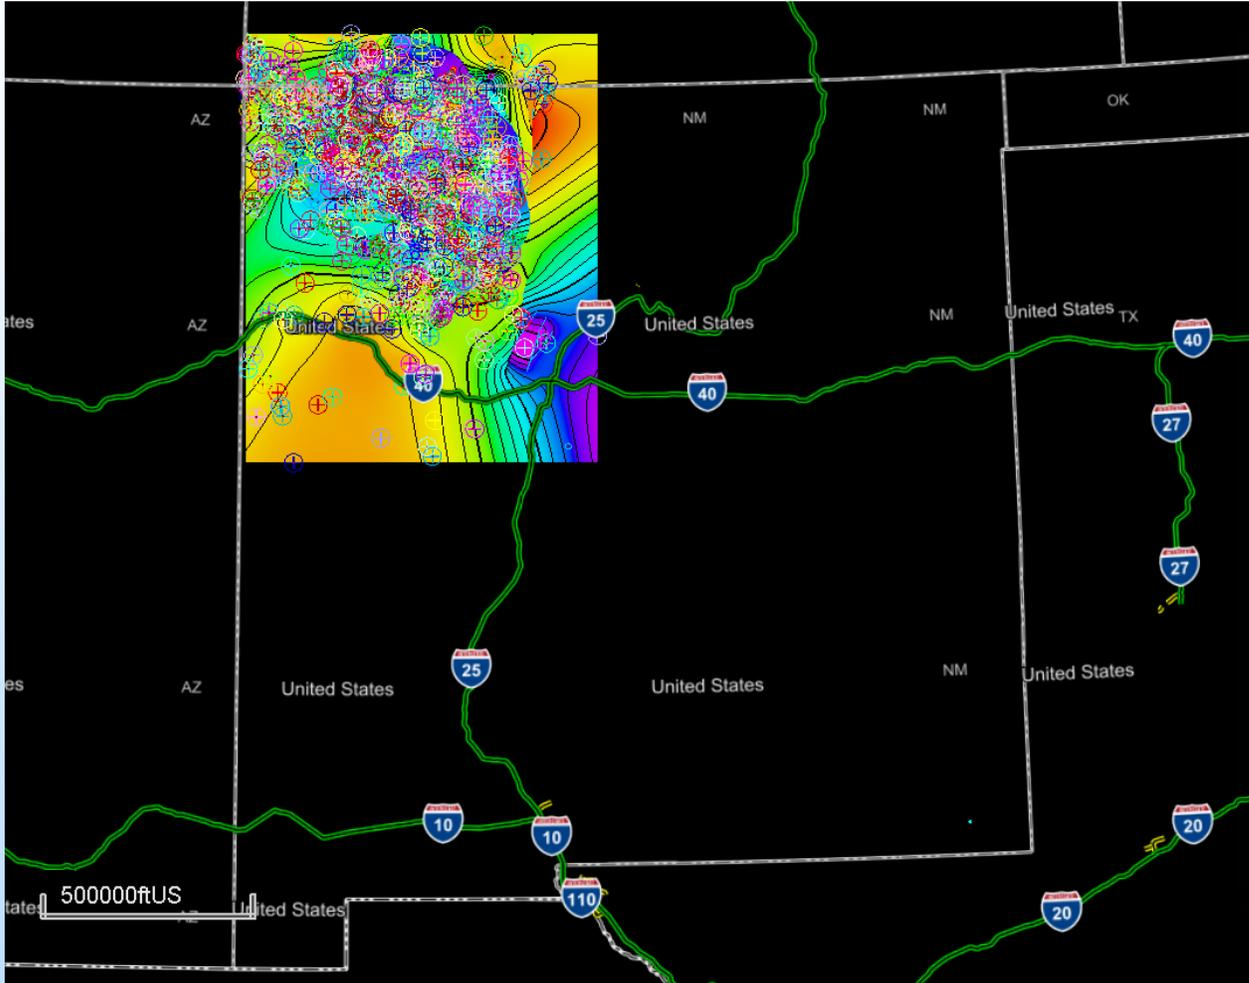 OK
NM
AZ
NM
United States
TX
NM
25
United States
United States
ates
AZ
40
40
40
27
27
NM
United States
25
United States
United States
AZ
es
10
10
20
500000ftUS
110
tates
AZ
United States
20